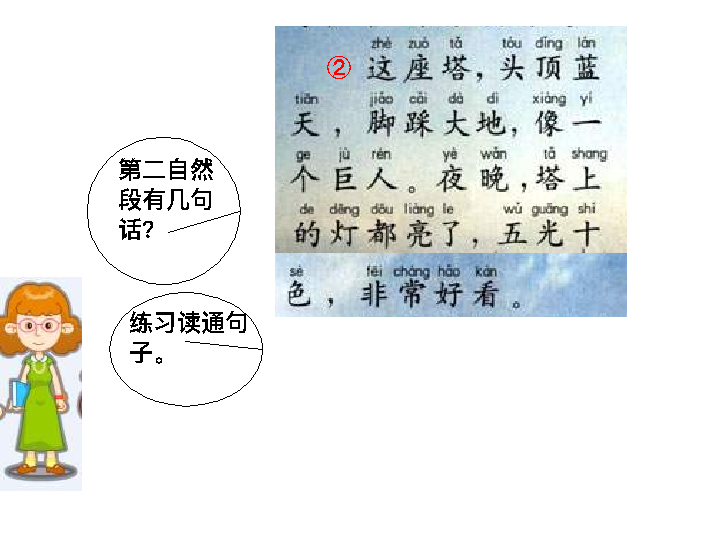 zhè zuò tǎ tóu dǐng lán
② 这座塔，头顶蓝
tiān jiǎo cǎi dà dì xiàng yí
天，脚踩大地，像一
ge jù rén yè wǎn tǎ shang
个巨人。夜晚，塔上
de dēng dōu liàng le wǔ guāng shí
的灯都亮了，五光十
sè fēi cháng hǎo kàn
色，非常好看。
第二自然
段有几句
话？
练习读通句
子。